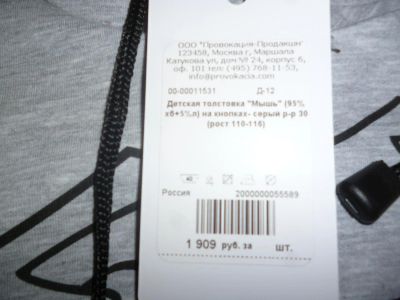 ООО "Провокация-Продакшн"
123458, Москва г, Маршала
Катукова ул, дом № 24, корпус 6,
оф. 101 тел: (495) 768-11-53,
info@provokacia.com
00-00011531 Д-12
Детская толстовка "Мышь" (95%
хб+5%л) на кнопках- серый р-р 30
(рост 110-116)
40
Россия 2000000055589
1 909 руб. за шт.